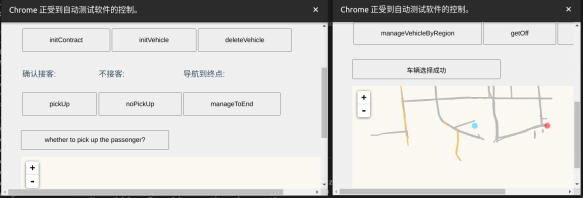 Chrome 正受到自动测试软件的控制。
×
initContract
initVehicle
deleteVehicle
确认接客:
不接客:
导航到终点:
pickUp
noPickUp
manageToEnd
whether to pick up the passenger?
+
-
Chrome 正受到自动测试软件的控制。
×
manageVehicleByRegion
getOff
车辆选择成功
+
-